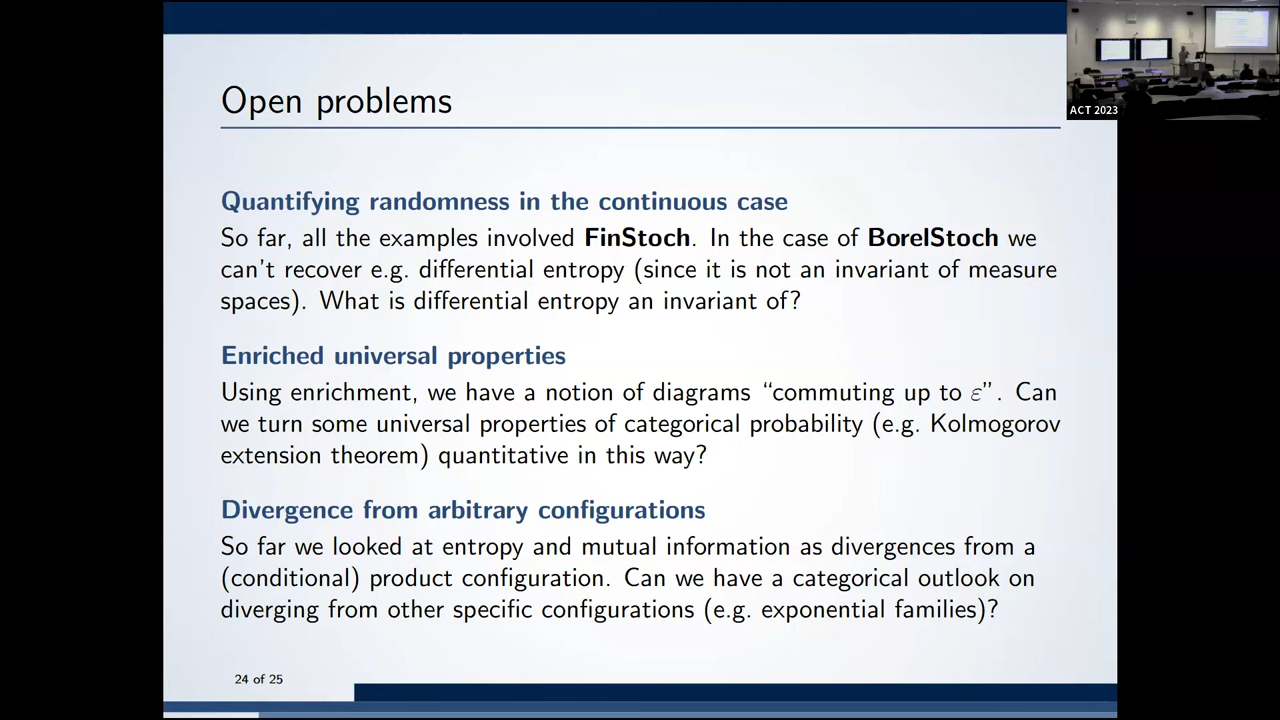 ACT 2023
Open problems
Quantifying randomness in the continuous case
So far, all the examples involved FinStoch. In the case of BorelStoch we
can't recover e.g. differential entropy (since it is not an invariant of measure
spaces). What is differential entropy an invariant of?
Enriched universal properties
Using enrichment, we have a notion of diagrams “commuting up to ε”. Can
we turn some universal properties of categorical probability (e.g. Kolmogorov
extension theorem) quantitative in this way?
Divergence from arbitrary configurations
So far we looked at entropy and mutual information as divergences from a
(conditional) product configuration. Can we have a categorical outlook on
diverging from other specific configurations (e.g. exponential families)?
24 of 25